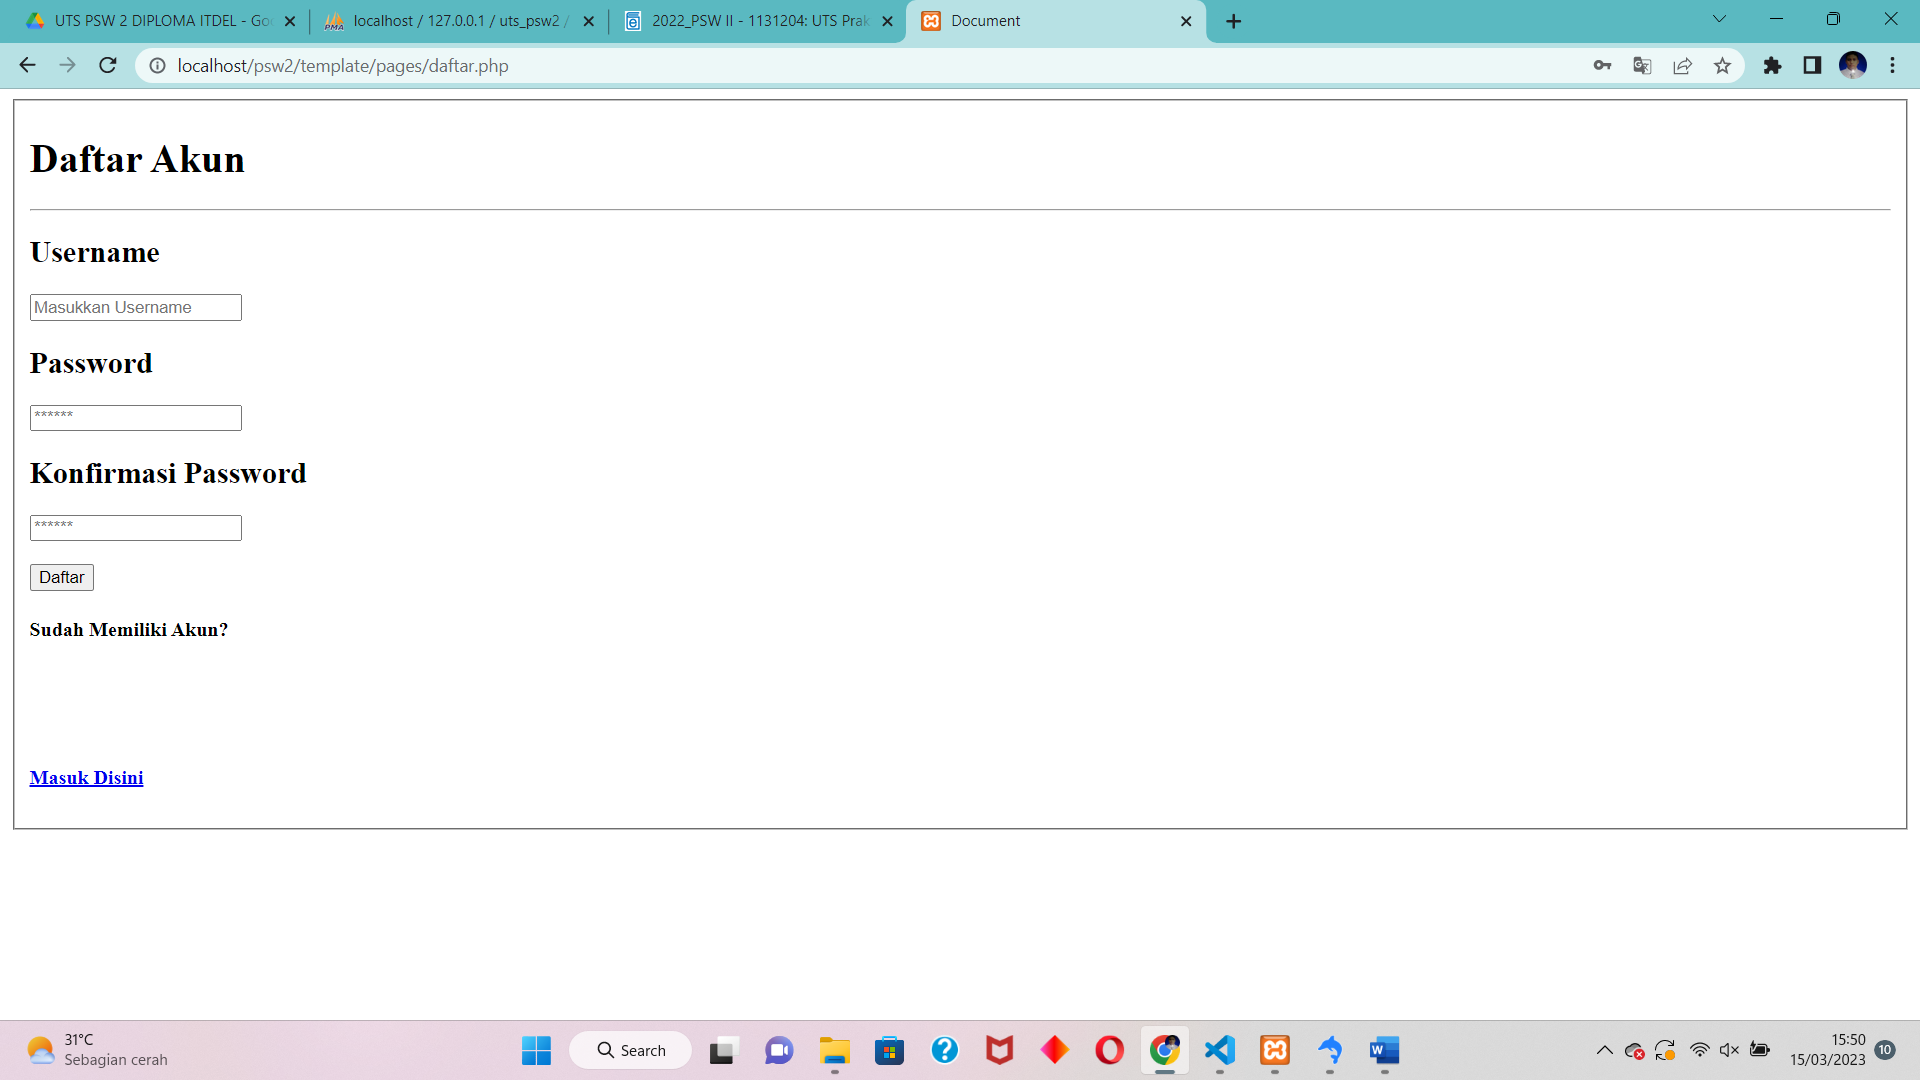 UTS PSW 2 DIPLOMA ITDEL - Goo
localhost / 127.0.0.1 / uts_psw2 /
2022_PSW II - 1131204: UTS Prak
Document
localhost/psw2/template/pages/daftar.php
Daftar Akun
Username
Masukkan Username
Password
******
Konfirmasi Password
******
Daftar
Sudah Memiliki Akun?
Masuk Disini
31°C
Sebagian cerah
Search
15:50
15/03/2023
10